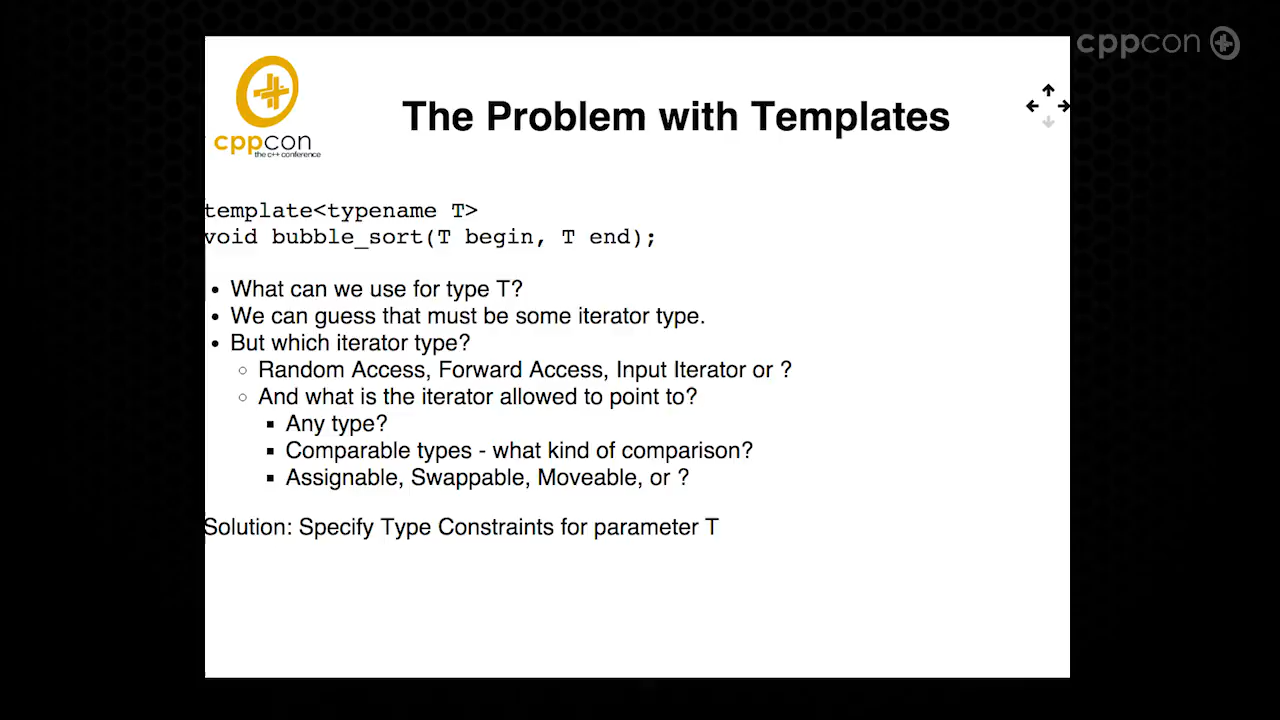 cppcon
cppcon
the c++ conference
The Problem with Templates
template<typename T>
void bubble_sort(T begin, T end);
What can we use for type T?
We can guess that must be some iterator type.
But which iterator type?
Random Access, Forward Access, Input Iterator or ?
And what is the iterator allowed to point to?
Any type?
Comparable types - what kind of comparison?
Assignable, Swappable, Moveable, or ?
Solution: Specify Type Constraints for parameter T